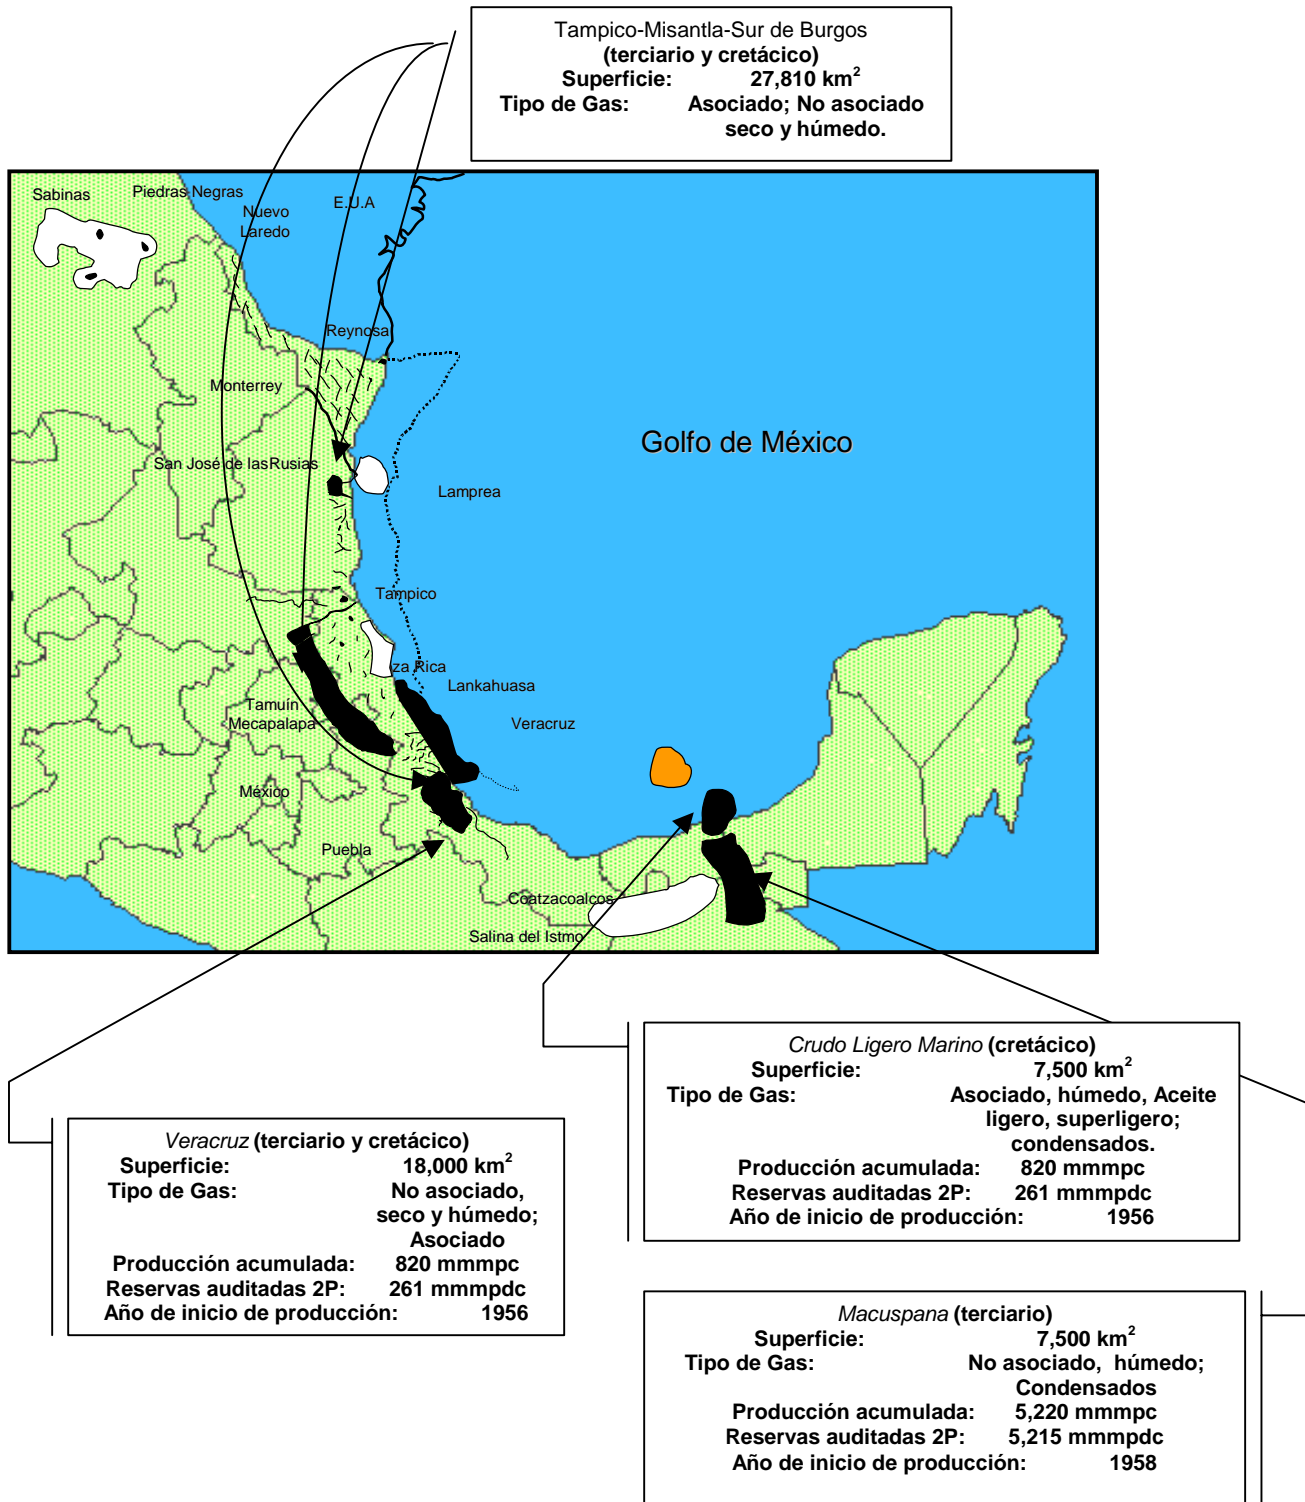 Tampico-Misantla-Sur de Burgos
(terciario y cretácico)
Superficie: 27,810 km²
Tipo de Gas: Asociado; No asociado
seco y húmedo.
Sabinas
Piedras Negras
Nuevo
Laredo
E.U.A
Reynosa
Monterrey
Golfo de México
San José de las Rusias
Lamprea
Tampico
za Rica
Lankahuasa
Tamuín
Mecapalapa
Veracruz
México
Puebla
Coatzacoalcos
Salina del Istmo
Crudo Ligero Marino (cretácico)
Superficie: 7,500 km²
Tipo de Gas: Asociado, húmedo, Aceite
ligero, superligero;
condensados.
Producción acumulada: 820 mmmpc
Reservas auditadas 2P: 261 mmmpdc
Año de inicio de producción: 1956
Veracruz (terciario y cretácico)
Superficie: 18,000 km²
Tipo de Gas: No asociado,
seco y húmedo;
Asociado
Producción acumulada: 820 mmmpc
Reservas auditadas 2P: 261 mmmpdc
Año de inicio de producción: 1956
Macuspana (terciario)
Superficie: 7,500 km²
Tipo de Gas: No asociado, húmedo;
Condensados
Producción acumulada: 5,220 mmmpc
Reservas auditadas 2P: 5,215 mmmpdc
Año de inicio de producción: 1958